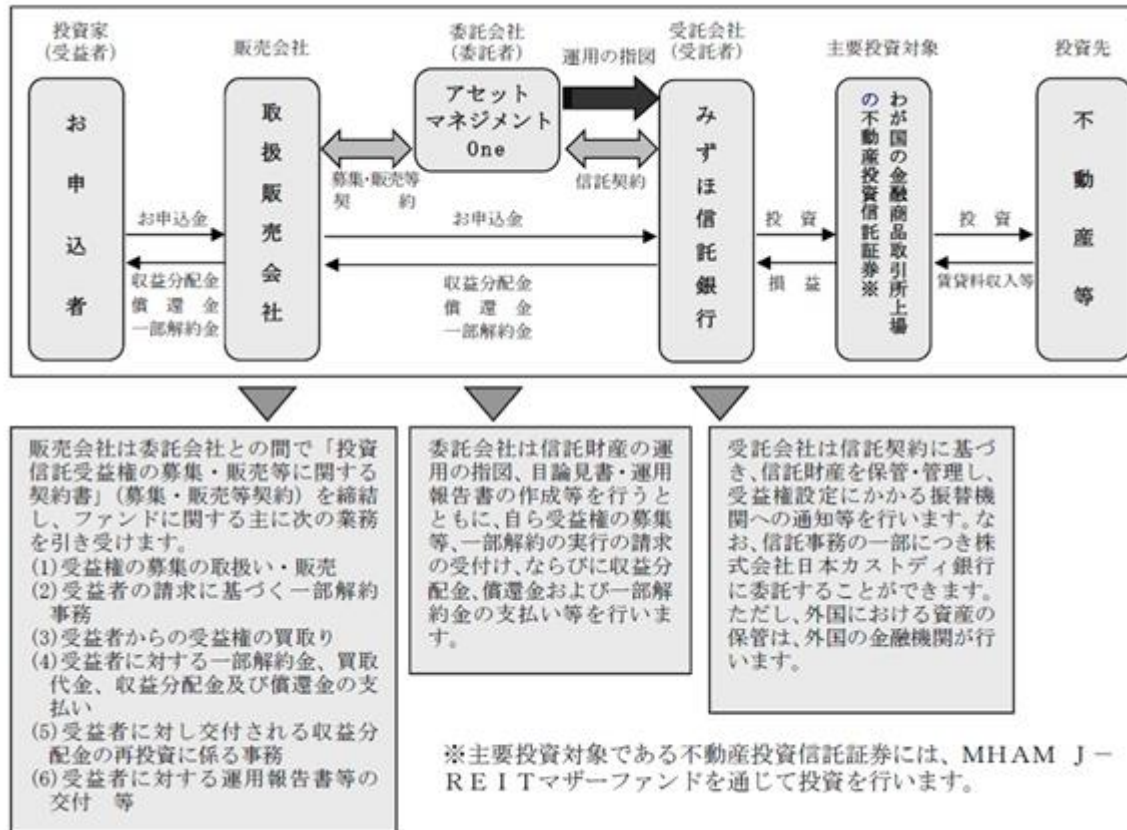 投資家
(受益者)
販売会社
委託会社
(委託者)
運用の指図
受託会社
(受託者)
主要投資対象
投資先
お申込者
取扱販売会社
アセット
マネジメント
One
みずほ信託銀行
わが国の金融商品取引所上場
の不動産投資信託証券※
不動産等
募集・販売等
契 約
信託契約
お申込金
収益分配金
償 還 金
一部解約金
お申込金
収益分配金
償 還 金
一部解約金
投 資
損 益
投 資
賃貸料収入等
販売会社は委託会社との間で「投資
信託受益権の募集・販売等に関する
契約書」(募集・販売等契約)を締結
し、ファンドに関する主に次の業務
を引き受けます。
(1)受益権の募集の取扱い・販売
(2)受益者の請求に基づく一部解約
事務
(3)受益者からの受益権の買取り
(4)受益者に対する一部解約金、買取
代金、収益分配金及び償還金の支
払い
(5)受益者に対し交付される収益分
配金の再投資に係る事務
(6)受益者に対する運用報告書等の
交付 等
委託会社は信託財産の運
用の指図、目論見書・運用
報告書の作成等を行うと
ともに、自ら受益権の募集
等、一部解約の実行の請求
の受付け、ならびに収益分
配金、償還金および一部解
約金の支払い等を行いま
す。
受託会社は信託契約に基づ
き、信託財産を保管・管理し、
受益権設定にかかる振替機
関への通知等を行います。な
お、信託事務の一部につき株
式会社日本カストディ銀行
に委託することができます。
ただし、外国における資産の
保管は、外国の金融機関が行
います。
※主要投資対象である不動産投資信託証券には、MHAM J-
REITマザーファンドを通じて投資を行います。